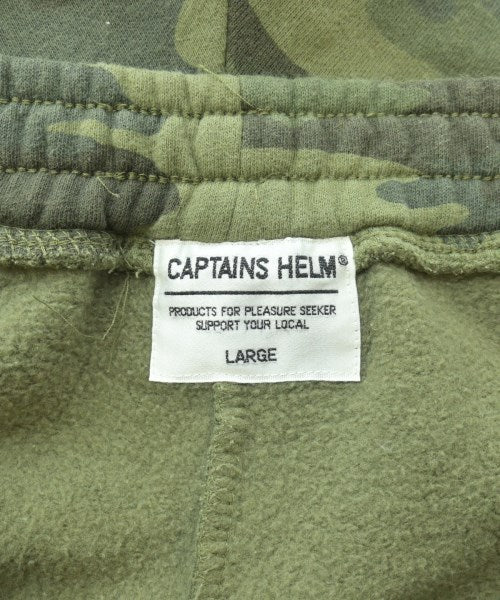 CAPTAINS HELM®
PRODUCTS FOR PLEASURE SEEKER
SUPPORT YOUR LOCAL
LARGE